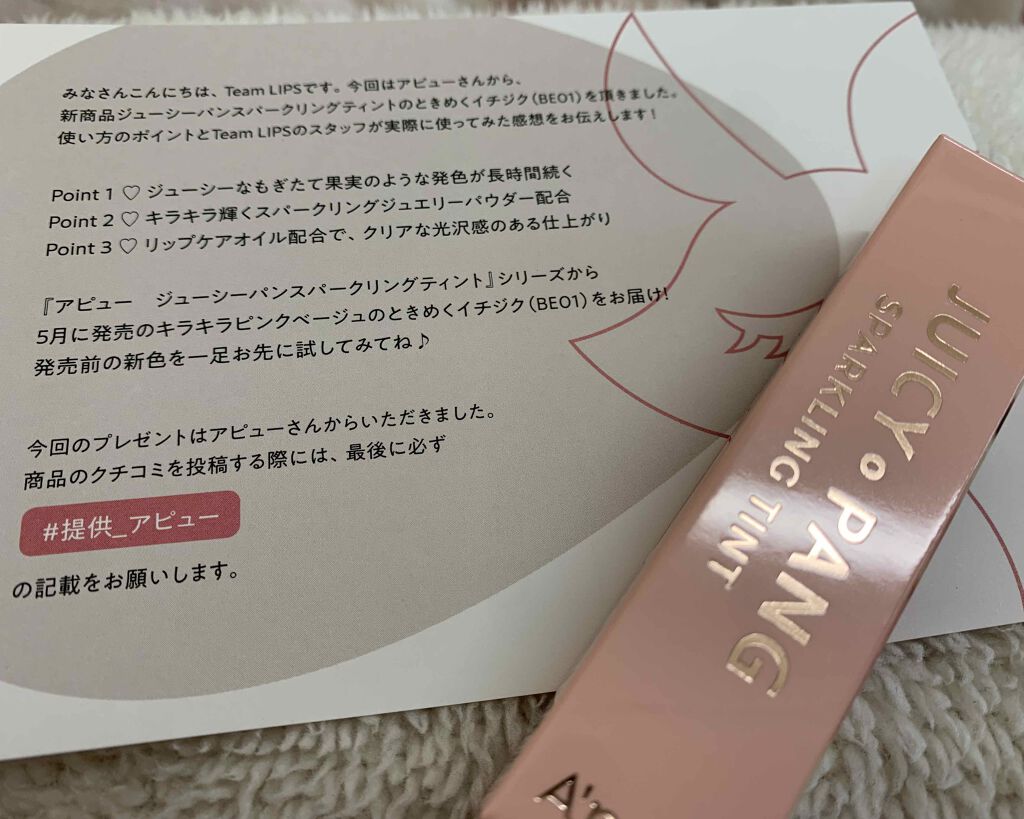 みなさんこんにちは、Team LIPSです。今回はアピューさんから、
新商品ジューシーパンスパークリングティントのときめくイチジク(BE01)を頂きました。
使い方のポイントとTeam LIPSのスタッフが実際に使ってみた感想をお伝えします！
Point 1 ♡ ジューシーなもぎたて果実のような発色が長時間続く
Point 2 ♡ キラキラ輝くスパークリングジュエリーパウダー配合
Point 3 ♡ リップケアオイル配合で、クリアな光沢感のある仕上がり
『アピュー　ジューシーパンスパークリングティント』シリーズから
5月に発売のキラキラピンクベージュのときめくイチジク(BE01)をお届け!
発売前の新色を一足お先に試してみてね♪
今回のプレゼントはアピューさんからいただきました。
商品のクチコミを投稿する際には、最後に必ず
#提供_アピュー
の記載をお願いします。
JUICY PANG
SPARKLING TINT